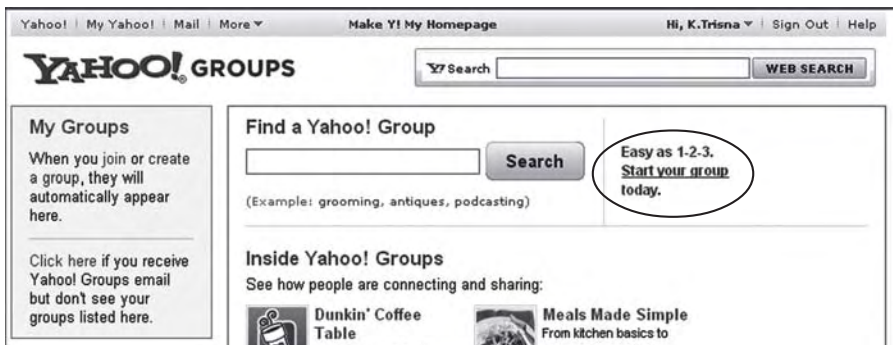 Yahoo! My Yahoo! Mail More Make Y! My Homepage Hi, K.Trisna Sign Out Help
YAHOO! GROUPS
Y! Search WEB SEARCH
My Groups
When you join or create
a group, they will
automatically appear
here.
Click here if you receive
Yahoo! Groups email
but don't see your
groups listed here.
Find a Yahoo! Group
Search
(Example: grooming, antiques, podcasting)
Easy as 1-2-3.
Start your group
today.
Inside Yahoo! Groups
See how people are connecting and sharing:
Dunkin' Coffee
Table
Meals Made Simple
From kitchen basics to